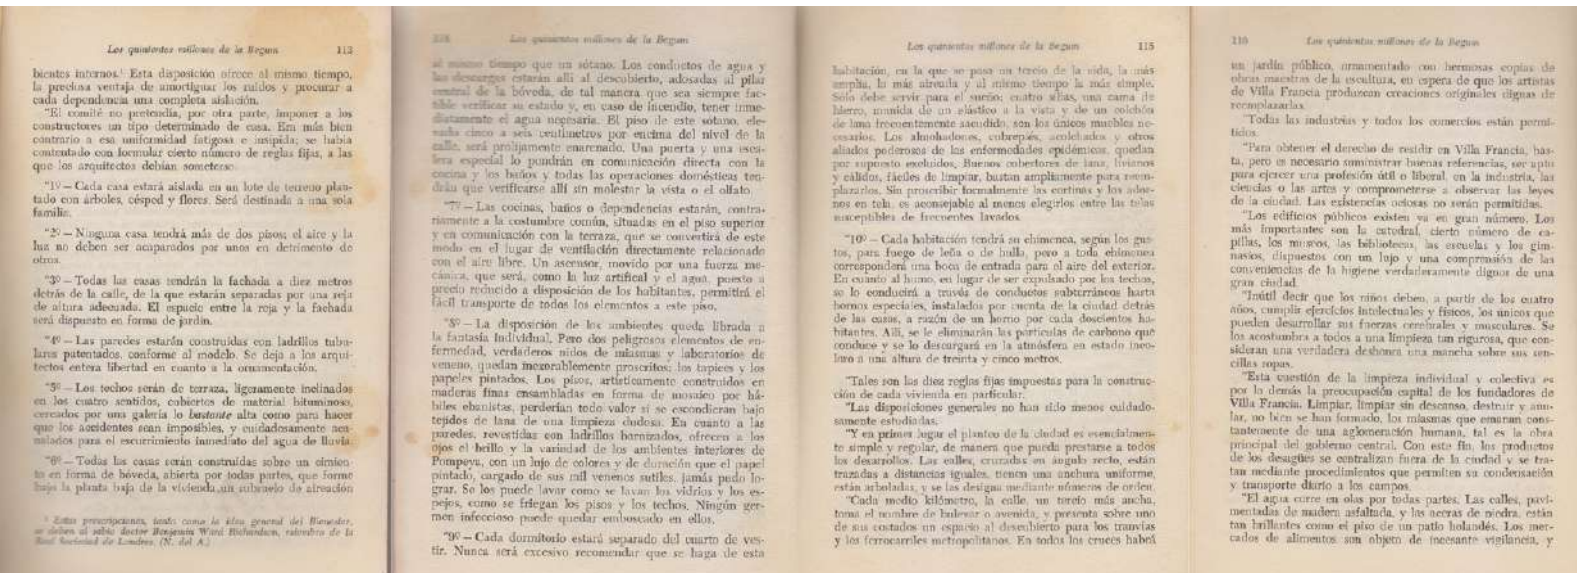 Los quinientos millones de la Begum 113
bientes internos.¹ Esta disposición ofrece al mismo tiempo,
la preciosa ventaja de amortiguar los ruidos y procurar a
cada dependencia una completa aislación.
"El comité no pretendía, por otra parte, imponer a los
constructores un tipo determinado de casa. Era más bien
contrario a esa uniformidad fatigosa e insípida; se había
contentado con formular cierto número de reglas fijas, a las
que los arquitectos debían someterse:
"1º — Cada casa estará aislada en un lote de terreno plan-
tado con árboles, césped y flores. Será destinada a una sola
familia.
"2º — Ninguna casa tendrá más de dos pisos; el aire y la
luz no deben ser acaparados por unos en detrimento de
otros.
"3º — Todas las casas tendrán la fachada a diez metros
detrás de la calle, de la que estarán separadas por una reja
de altura adecuada. El espacio entre la reja y la fachada
será dispuesto en forma de jardín.
"4º — Las paredes estarán construídas con ladrillos tubu-
lares patentados, conforme al modelo. Se deja a los arqui-
tectos entera libertad en cuanto a la ornamentación.
"5º — Los techos serán de terraza, ligeramente inclinados
en los cuatro sentidos, cubiertos de material bituminoso,
cercados por una galería lo bastante alta como para hacer
que los accidentes sean imposibles, y cuidadosamente aca-
nalados para el escurrimiento inmediato del agua de lluvia.
"6º — Todas las casas serán construídas sobre un cimien-
to en forma de bóveda, abierta por todas partes, que forme
bajo la planta baja de la vivienda un subsuelo de aireación
¹ Estas prescripciones, tanto como la idea general del Bienestar,
se deben al sabio doctor Benjamin Ward Richardson, miembro de la
Real Sociedad de Londres. (N. del A.)
114 Los quinientos millones de la Begum
al mismo tiempo que un sótano. Los conductos de agua y
las descargas estarán allí al descubierto, adosadas al pilar
central de la bóveda, de tal manera que sea siempre fac-
tible verificar su estado y, en caso de incendio, tener inme-
diatamente el agua necesaria. El piso de este sótano, ele-
vado cinco a seis centímetros por encima del nivel de la
calle, será prolijamente enarenado. Una puerta y una esca-
lera especial lo pondrán en comunicación directa con la
cocina y los baños y todas las operaciones domésticas ten-
drán que verificarse allí sin molestar la vista o el olfato.
"7º — Las cocinas, baños o dependencias estarán, contra-
riamente a la costumbre común, situadas en el piso superior
y en comunicación con la terraza, que se convertirá de este
modo en el lugar de ventilación directamente relacionado
con el aire libre. Un ascensor, movido por una fuerza me-
cánica, que será, como la luz artifical y el agua, puesto a
precio reducido a disposición de los habitantes, permitirá el
fácil transporte de todos los elementos a este piso.
"8º — La disposición de los ambientes queda librada a
la fantasía individual. Pero dos peligrosos elementos de en-
fermedad, verdaderos nidos de miasmas y laboratorios de
veneno, quedan inexorablemente proscritos: los tapices y los
papeles pintados. Los pisos, artísticamente construídos en
maderas finas ensambladas en forma de mosaico por há-
biles ebanistas, perderían todo valor si se escondieran bajo
tejidos de lana de una limpieza dudosa. En cuanto a las
paredes, revestidas con ladrillos barnizados, ofrecen a los
ojos el brillo y la variedad de los ambientes interiores de
Pompeya, con un lujo de colores y de duración que el papel
pintado, cargado de sus mil venenos sutiles, jamás pudo lo-
grar. Se los puede lavar como se lavan los vidrios y los es-
pejos, como se friegan los pisos y los techos. Ningún ger-
men infeccioso puede quedar emboscado en ellos.
"9º — Cada dormitorio estará separado del cuarto de ves-
tir. Nunca será excesivo recomendar que se haga de esta
Los quinientos millones de la Begum 115
habitación, en la que se pasa un tercio de la vida, la más
amplia, la más aireada y al mismo tiempo la más simple.
Sólo debe servir para el sueño: cuatro sillas, una cama de
hierro, munida de un elástico a la vista y de un colchón
de lana frecuentemente sacudido, son los únicos muebles ne-
cesarios. Los almohadones, cubrepiés, acolchados y otros
aliados poderosos de las enfermedades epidémicas, quedan
por supuesto excluídos. Buenos cobertores de lana, livianos
y cálidos, fáciles de limpiar, bastan ampliamente para reem-
plazarlos. Sin proscribir formalmente las cortinas y los ador-
nos en tela, es aconsejable al menos elegirlos entre las telas
susceptibles de frecuentes lavados.
"10º — Cada habitación tendrá su chimenea, según los gus-
tos, para fuego de leña o de hulla, pero a toda chimenea
corresponderá una boca de entrada para el aire del exterior.
En cuanto al humo, en lugar de ser expulsado por los techos,
se lo conducirá a través de conductos subterráneos hasta
hornos especiales, instalados por cuenta de la ciudad detrás
de las casas, a razón de un horno por cada doscientos ha-
bitantes. Allí, se le eliminarán las partículas de carbono que
conduce y se lo descargará en la atmósfera en estado inco-
loro a una altura de treinta y cinco metros.
"Tales son las diez reglas fijas impuestas para la construc-
ción de cada vivienda en particular.
"Las disposiciones generales no han sido menos cuidado-
samente estudiadas.
"Y en primer lugar el planteo de la ciudad es esencialmen-
te simple y regular, de manera que pueda prestarse a todos
los desarrollos. Las calles, cruzadas en ángulo recto, están
trazadas a distancias iguales, tienen una anchura uniforme,
están arboladas, y se las designa mediante números de orden.
"Cada medio kilómetro, la calle, un tercio más ancha,
toma el nombre de bulevar o avenida, y presenta sobre uno
de sus costados un espacio al descubierto para los tranvías
y los ferrocarriles metropolitanos. En todos los cruces habrá
116 Los quinientos millones de la Begum
un jardín público, ornamentado con hermosas copias de
obras maestras de la escultura, en espera de que los artistas
de Villa Francia produzcan creaciones originales dignas de
reemplazarlas.
"Todas las industrias y todos los comercios están permi-
tidos.
"Para obtener el derecho de residir en Villa Francia, bas-
ta, pero es necesario suministrar buenas referencias, ser apto
para ejercer una profesión útil o liberal, en la industria, las
ciencias o las artes y comprometerse a observar las leyes
de la ciudad. Las existencias ociosas no serán permitidas.
"Los edificios públicos existen ya en gran número. Los
más importantes son la catedral, cierto número de ca-
pillas, los museos, las bibliotecas, las escuelas y los gim-
nasios, dispuestos con un lujo y una comprensión de las
conveniencias de la higiene verdaderamente dignos de una
gran ciudad.
"Inútil decir que los niños deben, a partir de los cuatro
años, cumplir ejercicios intelectuales y físicos, los únicos que
pueden desarrollar sus fuerzas cerebrales y musculares. Se
los acostumbra a todos a una limpieza tan rigurosa, que con-
sideran una verdadera deshonra una mancha sobre sus sen-
cillas ropas.
"Esta cuestión de la limpieza individual y colectiva es
por lo demás la preocupación capital de los fundadores de
Villa Francia. Limpiar, limpiar sin descanso, destruir y anu-
lar, no bien se han formado, los miasmas que emanan cons-
tantemente de una aglomeración humana, tal es la obra
principal del gobierno central. Con este fin, los productos
de los desagües se centralizan fuera de la ciudad y se tra-
tan mediante procedimientos que permiten su condensación
y transporte diario a los campos.
"El agua corre en olas por todas partes. Las calles, pavi-
mentadas de madera asfaltada, y las aceras de piedra, están
tan brillantes como el piso de un patio holandés. Los mer-
cados de alimentos son objeto de incesante vigilancia, y